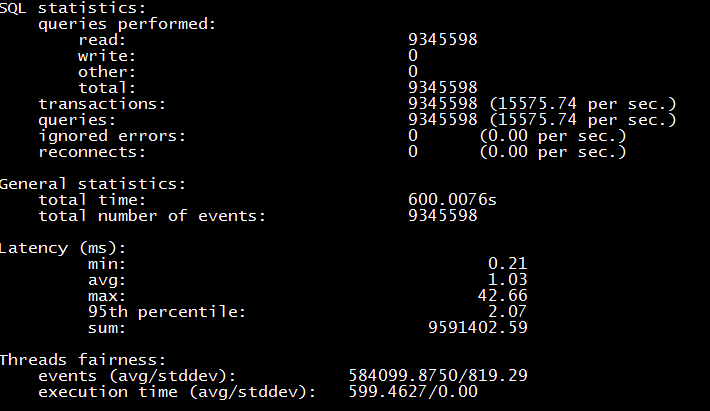 SQL statistics:
queries performed:
read: 9345598
write: 0
other: 0
total: 9345598
transactions: 9345598 (15575.74 per sec.)
queries: 9345598 (15575.74 per sec.)
ignored errors: 0 (0.00 per sec.)
reconnects: 0 (0.00 per sec.)
General statistics:
total time: 600.0076s
total number of events: 9345598
Latency (ms):
min: 0.21
avg: 1.03
max: 42.66
95th percentile: 2.07
sum: 9591402.59
Threads fairness:
events (avg/stddev): 584099.8750/819.29
execution time (avg/stddev): 599.4627/0.00